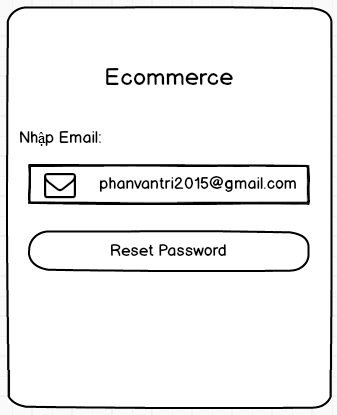 Ecommerce
Nhập Email:
phanvantri2015@gmail.com
Reset Password